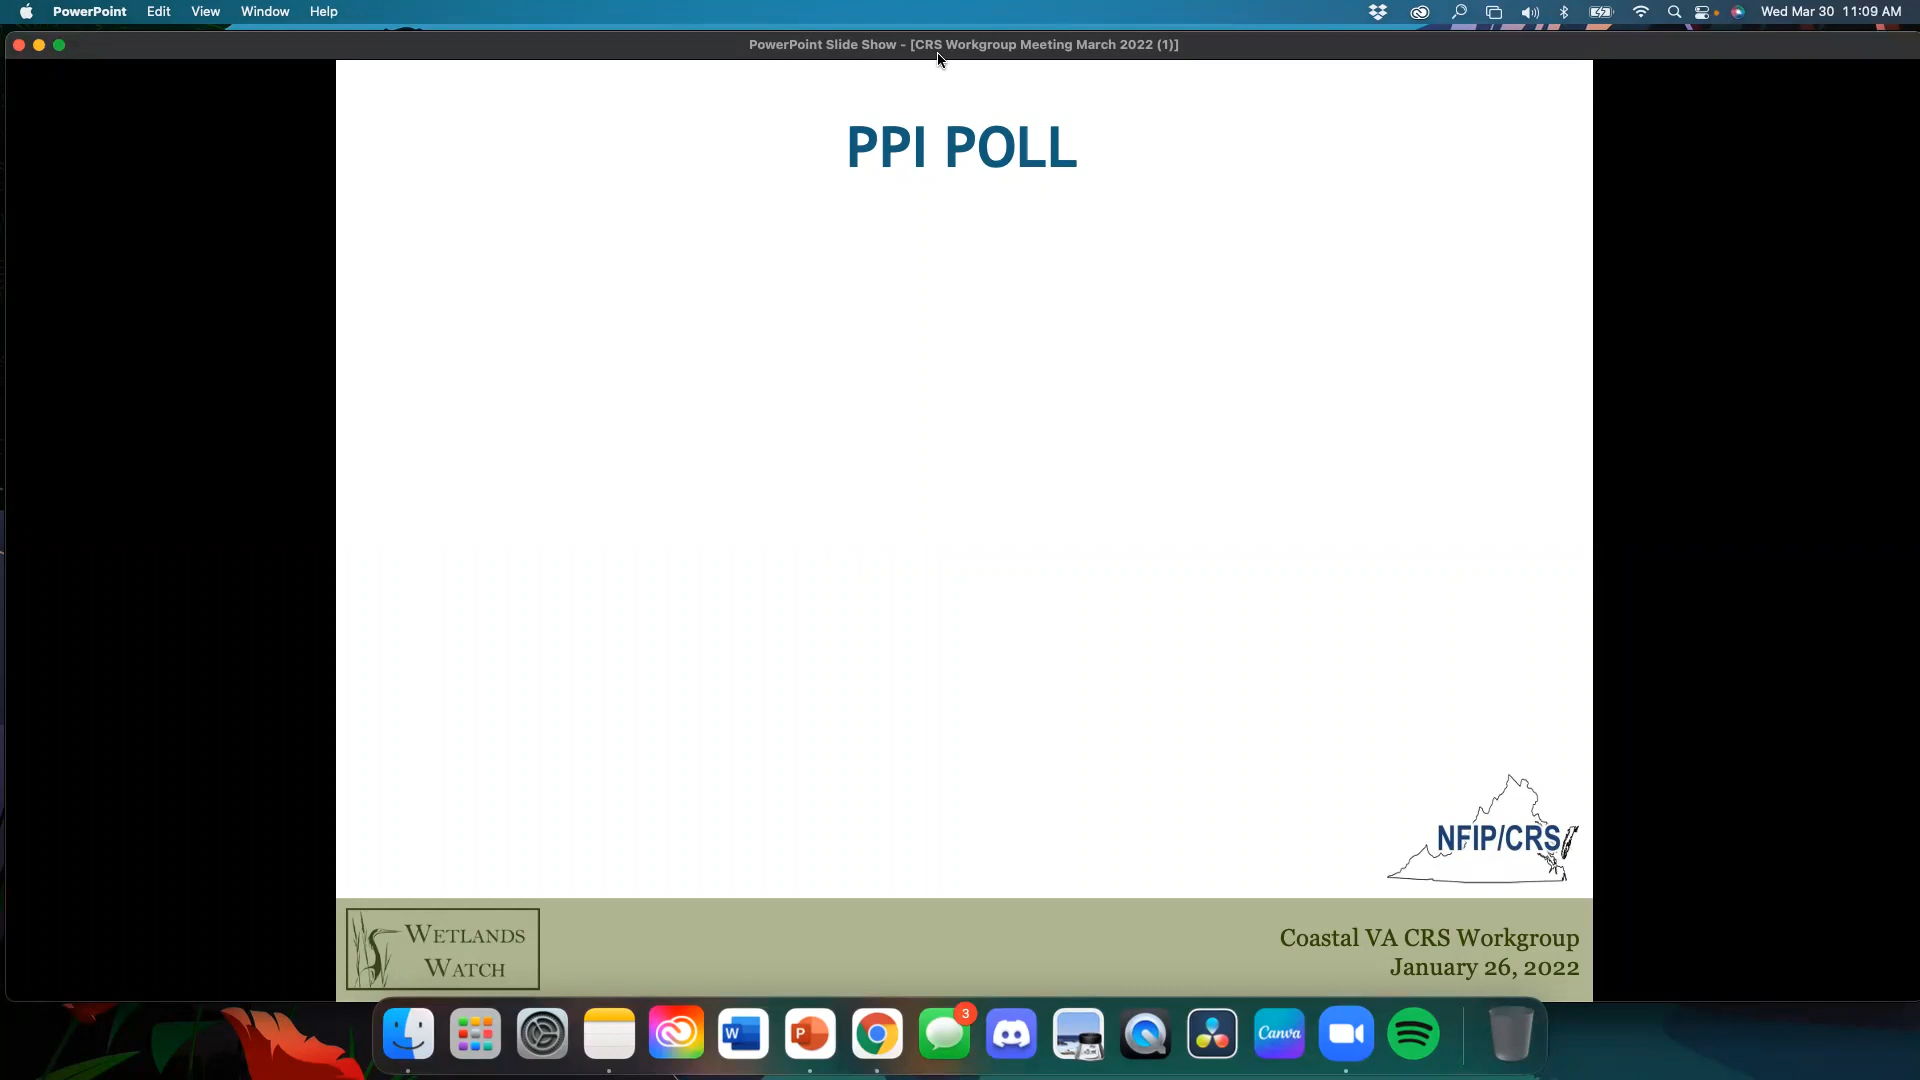 PowerPoint Edit View Window Help Wed Mar 30 11:09 AM
PowerPoint Slide Show - [CRS Workgroup Meeting March 2022 (1)]
PPI POLL
NFIP/CRS
WETLANDS
WATCH
Coastal VA CRS Workgroup
January 26, 2022
3
W
P
Canva